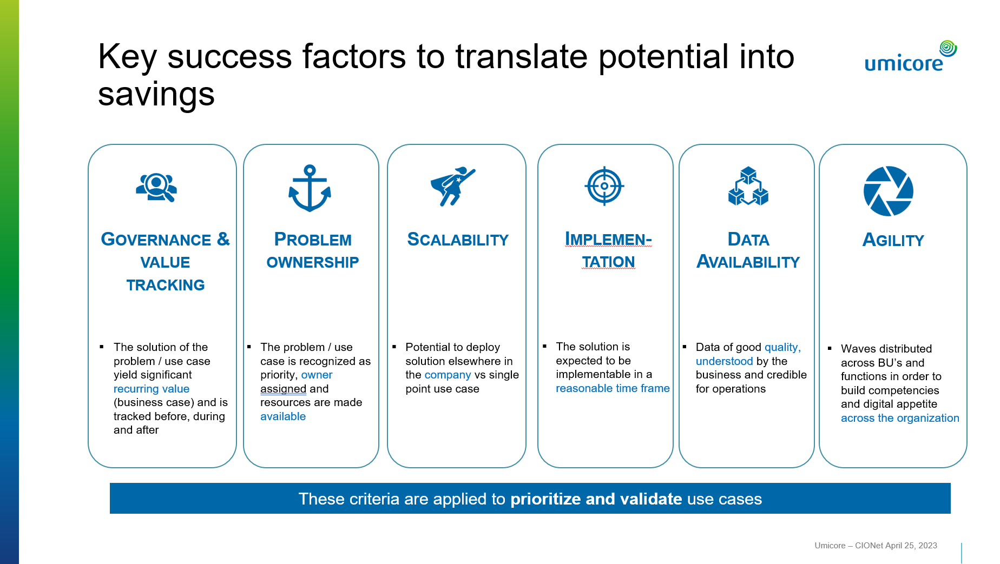 Key success factors to translate potential into
savings
umicore
GOVERNANCE &
VALUE
TRACKING
▪ The solution of the
problem / use case
yield significant
recurring value
(business case) and is
tracked before, during
and after
PROBLEM
OWNERSHIP
▪ The problem / use
case is recognized as
priority, owner
assigned and
resources are made
available
SCALABILITY
▪ Potential to deploy
solution elsewhere in
the company vs single
point use case
IMPLEMEN-
TATION
▪ The solution is
expected to be
implementable in a
reasonable time frame
DATA
AVAILABILITY
▪ Data of good quality,
understood by the
business and credible
for operations
AGILITY
▪ Waves distributed
across BU’s and
functions in order to
build competencies
and digital appetite
across the organization
These criteria are applied to prioritize and validate use cases
Umicore – CIONet April 25, 2023